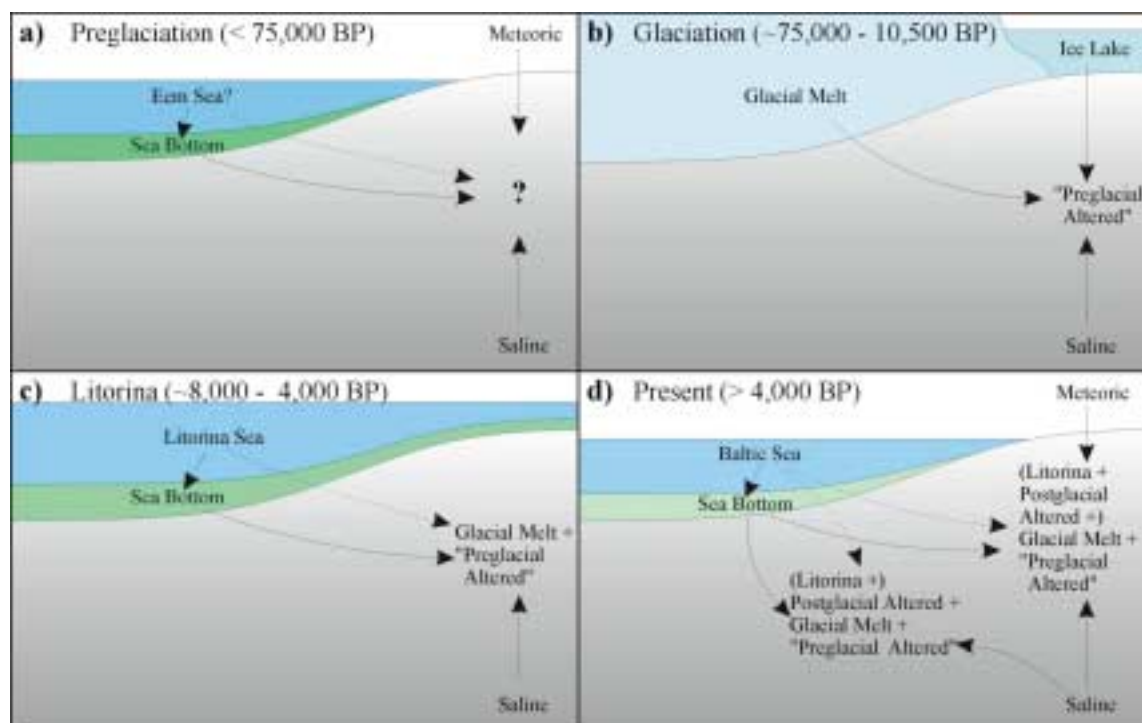 a) Preglaciation (< 75,000 BP)
Meteoric
Eem Sea?
Sea Bottom
?
Saline
b) Glaciation (~75,000 - 10,500 BP)
Ice Lake
Glacial Melt
"Preglacial
Altered"
Saline
c) Litorina (~8,000 - 4,000 BP)
Litorina Sea
Sea Bottom
Glacial Melt +
"Preglacial
Altered"
Saline
d) Present (> 4,000 BP)
Meteoric
Baltic Sea
Sea Bottom
(Litorina +
Postglacial
Altered +)
Glacial Melt +
"Preglacial
Altered"
(Litorina +)
Postglacial Altered +
Glacial Melt +
"Preglacial Altered"
Saline